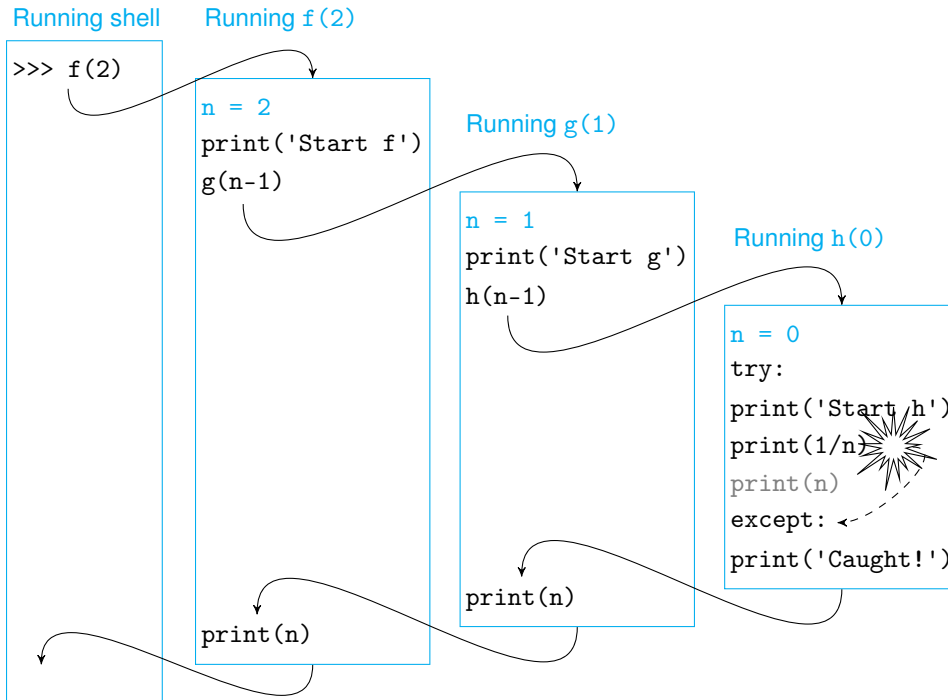 Running shell
>>> f(2)
Running f(2)
n = 2
print('Start f')
g(n-1)
print(n)
Running g(1)
n = 1
print('Start g')
h(n-1)
print(n)
Running h(0)
n = 0
try:
print('Start h')
print(1/n)
print(n)
except:
print('Caught!')